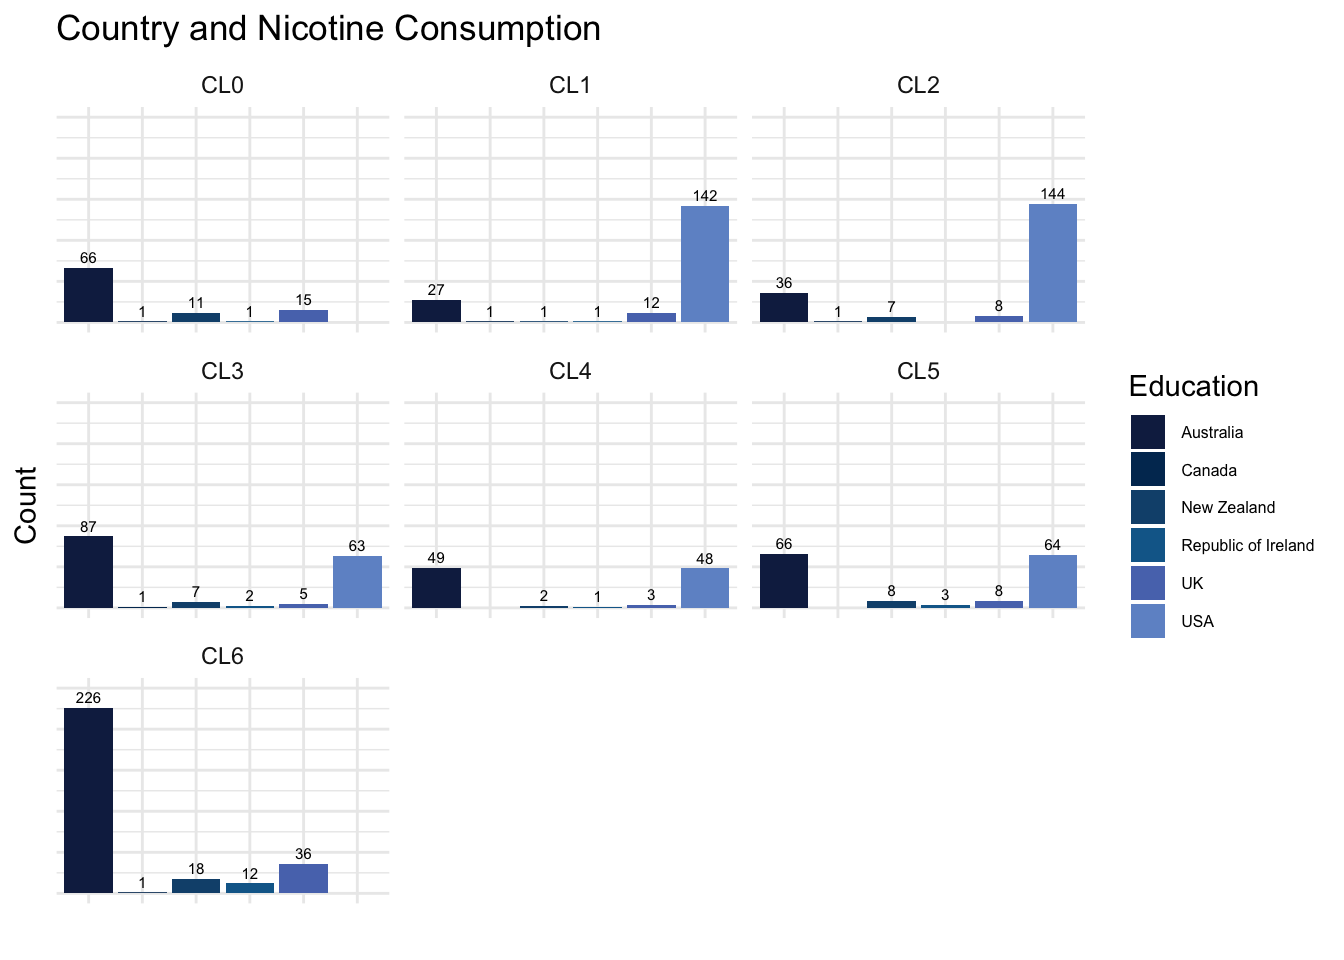 Country and Nicotine Consumption
CL0 CL1 CL2
66 1 11 1 15
27 1 1 1 12 142
36 1 7 8 144
CL3 CL4 CL5
87 1 7 2 5 63
49 2 1 3 48
66 8 3 8 64
CL6
226 1 18 12 36
Count
Education
Australia
Canada
New Zealand
Republic of Ireland
UK
USA